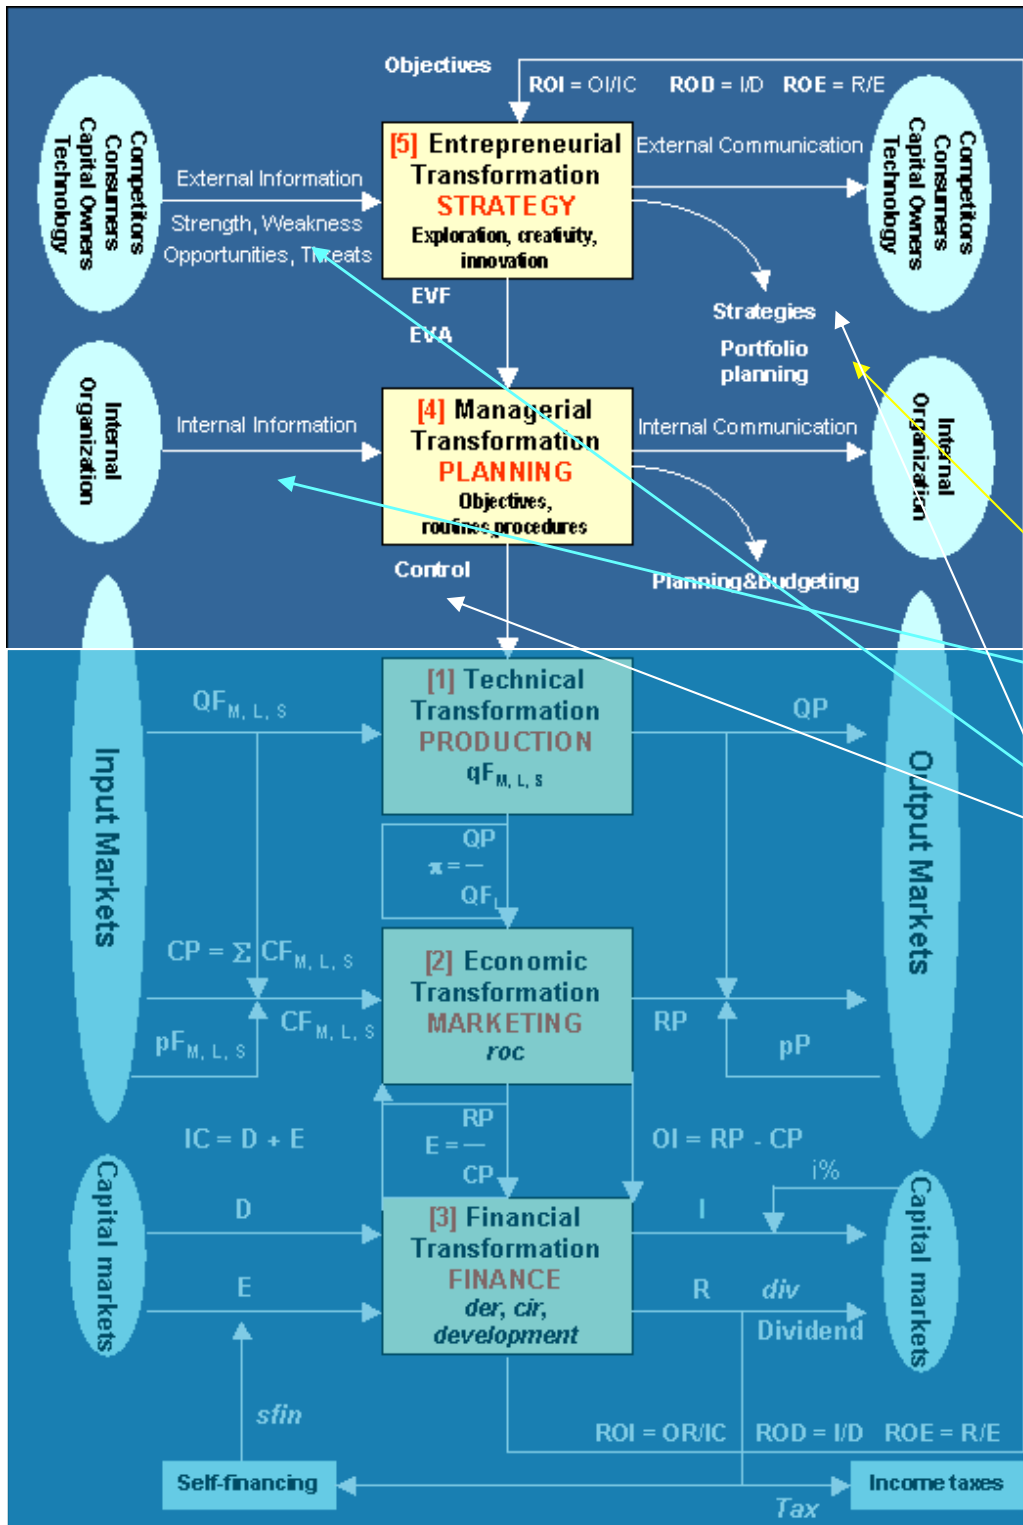 Objectives
ROI = OI/IC ROD = I/D ROE = R/E
Competitors
Consumers
Capital Owners
Technology
External Information
Strength, Weakness
Opportunities, Threats
[5] Entrepreneurial
Transformation
STRATEGY
Exploration, creativity,
innovation
External Communication
Competitors
Consumers
Capital Owners
Technology
EVF
EVA
Strategies
Portfolio
planning
Internal
Organization
Internal Information
[4] Managerial
Transformation
PLANNING
Objectives,
routines, procedures
Internal Communication
Internal
Organization
Control
Planning&Budgeting
Input Markets
QF M, L, S
[1] Technical
Transformation
PRODUCTION
qF M, L, S
QP
Output Markets
QP
π = —
QF L
CP = Σ CF M, L, S
CF M, L, S
pF M, L, S
[2] Economic
Transformation
MARKETING
roc
RP
pP
IC = D + E
RP
E = —
CP
OI = RP - CP
i%
Capital markets
D
E
[3] Financial
Transformation
FINANCE
der, cir,
development
I
R div
Dividend
Capital markets
sfin
ROI = OR/IC ROD = I/D ROE = R/E
Self-financing
Income taxes
Tax